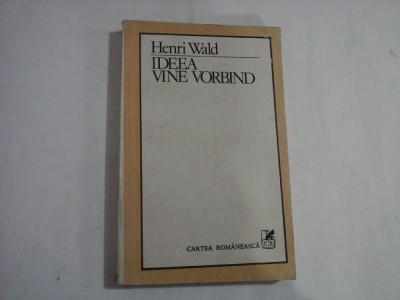 Henri Wald
IDEEA
VINE VORBIND
CARTEA ROMÂNEASCĂ